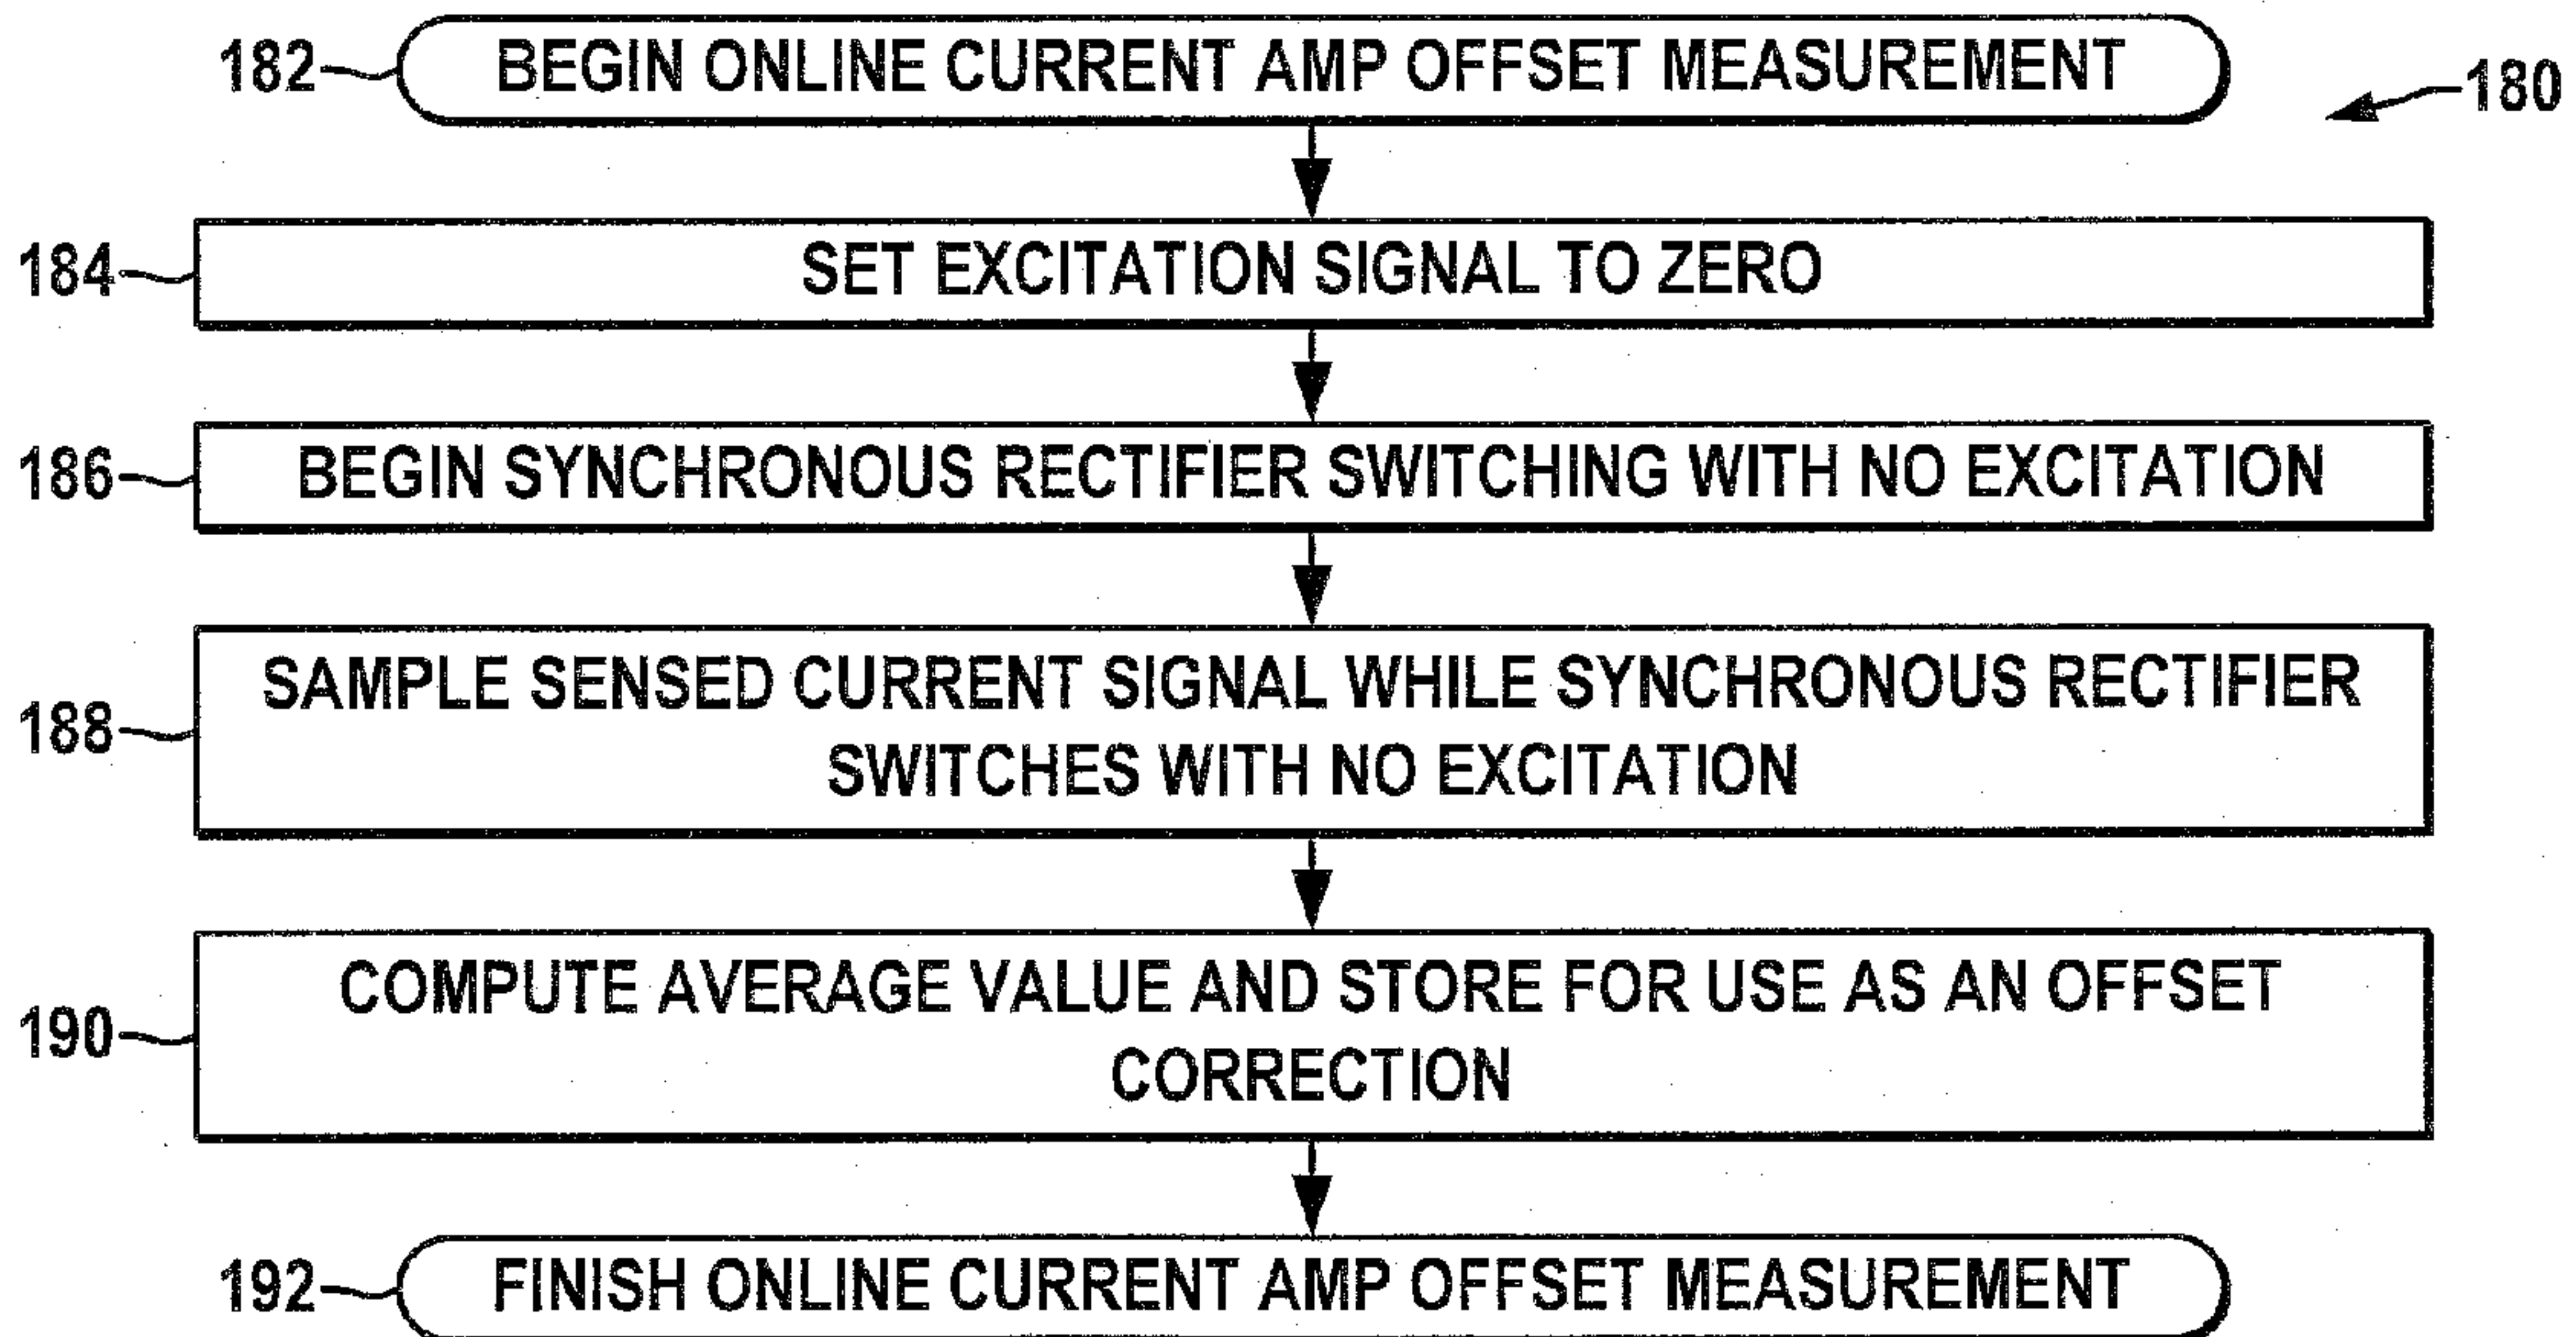 182
BEGIN ONLINE CURRENT AMP OFFSET MEASUREMENT
180
184
SET EXCITATION SIGNAL TO ZERO
186
BEGIN SYNCHRONOUS RECTIFIER SWITCHING WITH NO EXCITATION
188
SAMPLE SENSED CURRENT SIGNAL WHILE SYNCHRONOUS RECTIFIER
SWITCHES WITH NO EXCITATION
190
COMPUTE AVERAGE VALUE AND STORE FOR USE AS AN OFFSET
CORRECTION
192
FINISH ONLINE CURRENT AMP OFFSET MEASUREMENT